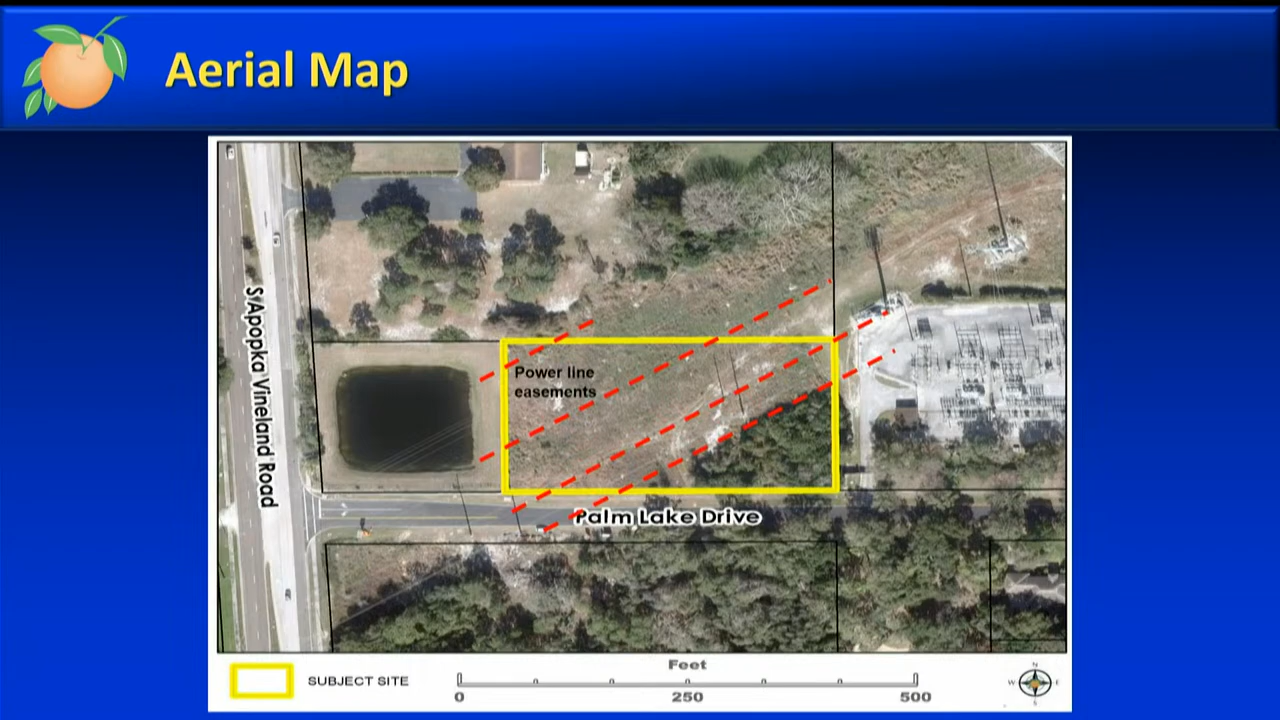 Aerial Map
Power line
easements
S Apopka Vineland Road
Palm Lake Drive
SUBJECT SITE
Feet
0 250 500
N
W E
S